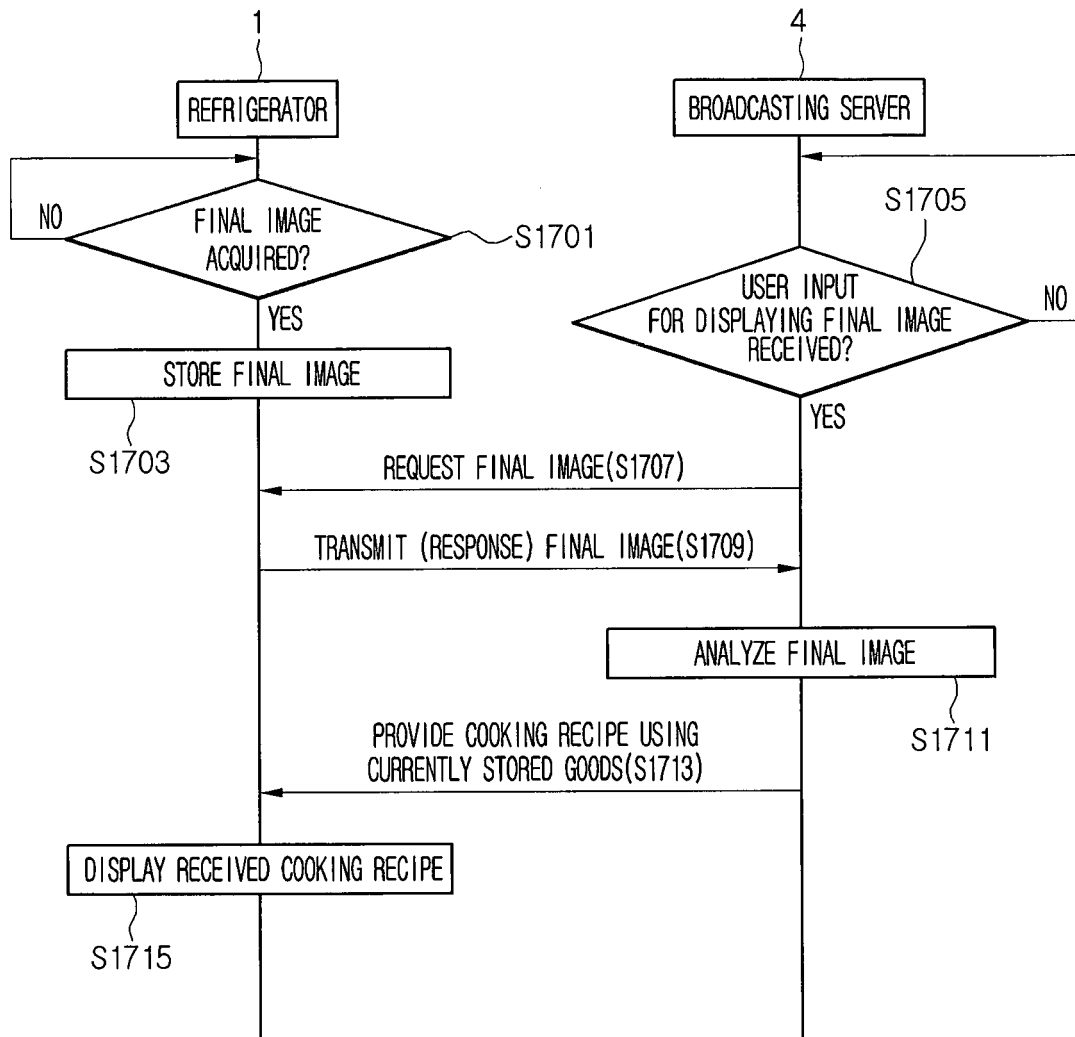 1
4
REFRIGERATOR
BROADCASTING SERVER
S1705
NO
FINAL IMAGE
ACQUIRED?
S1701
YES
USER INPUT
FOR DISPLAYING FINAL IMAGE
RECEIVED?
NO
STORE FINAL IMAGE
YES
S1703
REQUEST FINAL IMAGE(S1707)
TRANSMIT (RESPONSE) FINAL IMAGE(S1709)
ANALYZE FINAL IMAGE
S1711
PROVIDE COOKING RECIPE USING
CURRENTLY STORED GOODS(S1713)
DISPLAY RECEIVED COOKING RECIPE
S1715